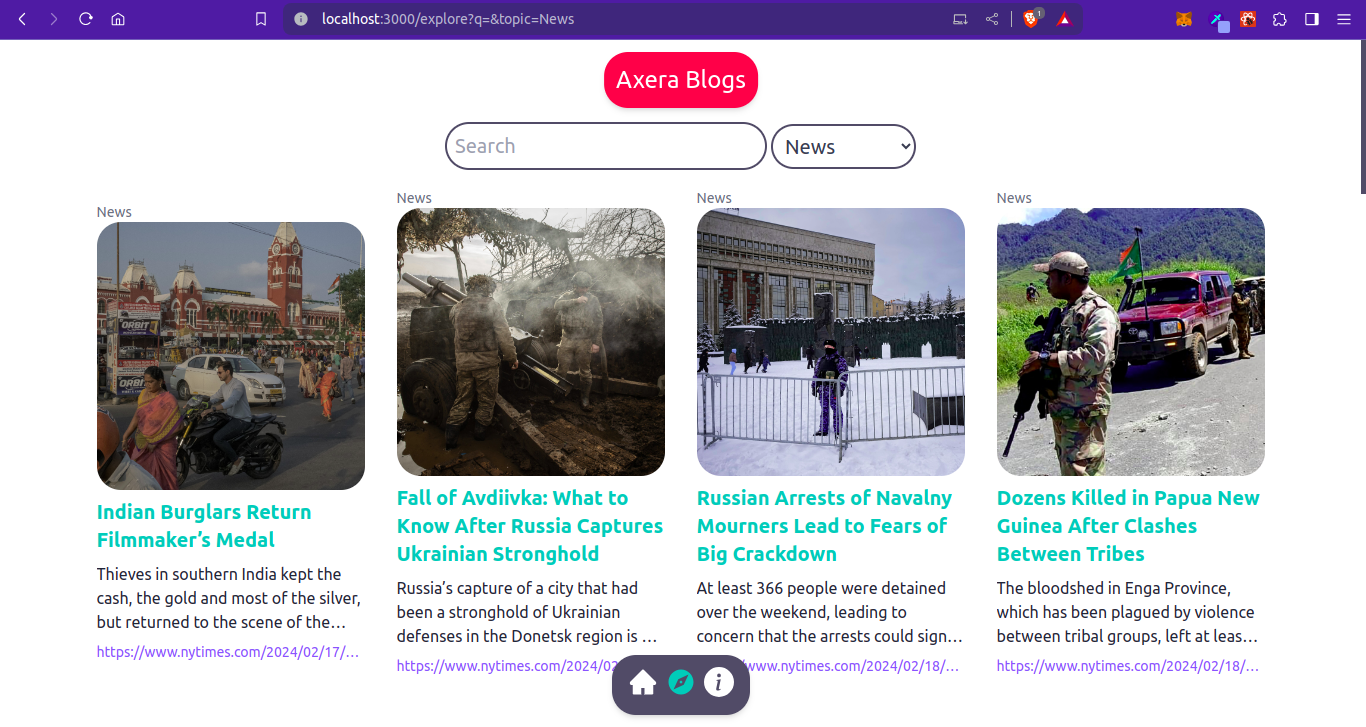 localhost:3000/explore?q=&topic=News
1
Axera Blogs
Search
News
News
ORBIT
ORBIT
Indian Burglars Return
Filmmaker’s Medal
Thieves in southern India kept the
cash, the gold and most of the silver,
but returned to the scene of the…
https://www.nytimes.com/2024/02/17/…
News
Fall of Avdiivka: What to
Know After Russia Captures
Ukrainian Stronghold
Russia’s capture of a city that had
been a stronghold of Ukrainian
defenses in the Donetsk region is …
https://www.nytimes.com/2024/02
News
Russian Arrests of Navalny
Mourners Lead to Fears of
Big Crackdown
At least 366 people were detained
over the weekend, leading to
concern that the arrests could sign…
www.nytimes.com/2024/02/18/…
News
Dozens Killed in Papua New
Guinea After Clashes
Between Tribes
The bloodshed in Enga Province,
which has been plagued by violence
between tribal groups, left at leas…
https://www.nytimes.com/2024/02/18/…
i